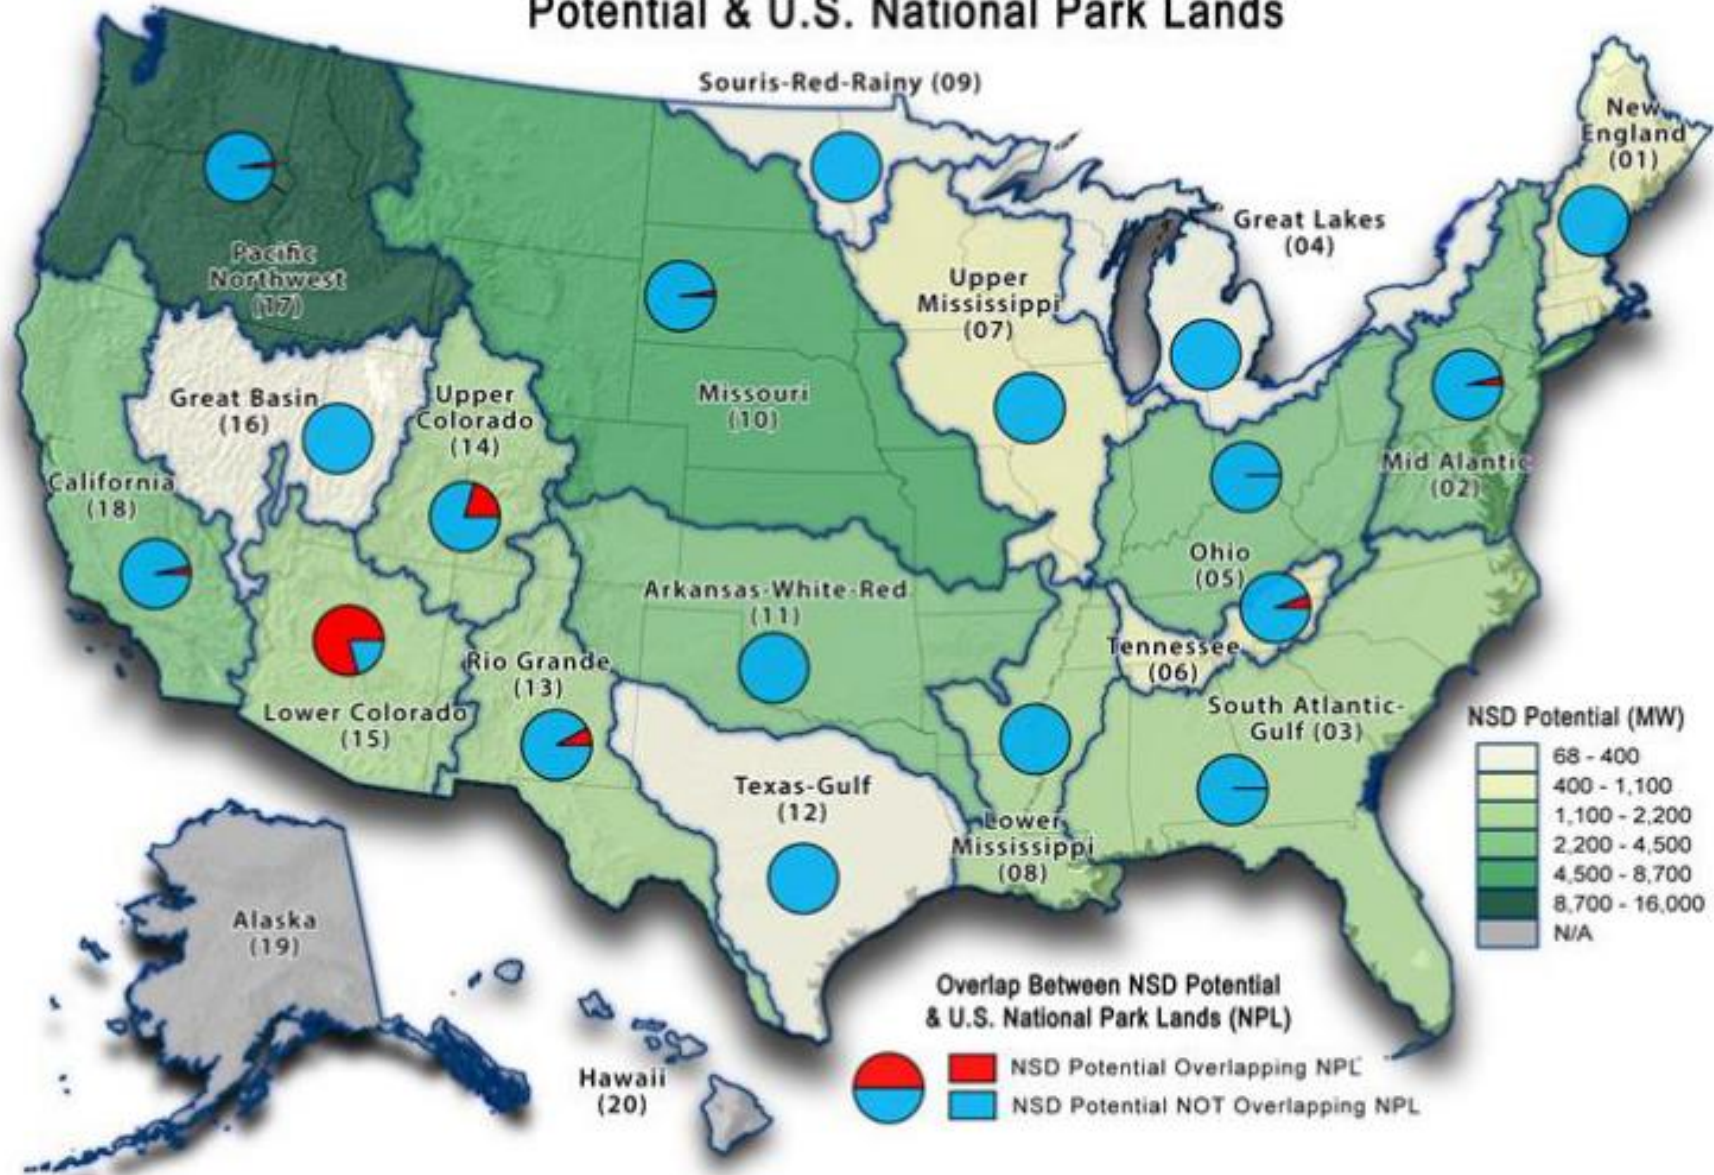 Potential & U.S. National Park Lands
Souris-Red-Rainy (09)
New
England
(01)
Great Lakes
(04)
Pacific
Northwest
(17)
Upper
Mississippi
(07)
Great Basin
(16)
Upper
Colorado
(14)
Missouri
(10)
California
(18)
Mid Alantic
(02)
Ohio
(05)
Arkansas-White-Red
(11)
Tennessee
(06)
Rio Grande
(13)
Lower Colorado
(15)
South Atlantic-
Gulf (03)
Texas-Gulf
(12)
Lower
Mississippi
(08)
NSD Potential (MW)
68 - 400
400 - 1,100
1,100 - 2,200
2,200 - 4,500
4,500 - 8,700
8,700 - 16,000
N/A
Alaska
(19)
Hawaii
(20)
Overlap Between NSD Potential
& U.S. National Park Lands (NPL)
NSD Potential Overlapping NPL
NSD Potential NOT Overlapping NPL